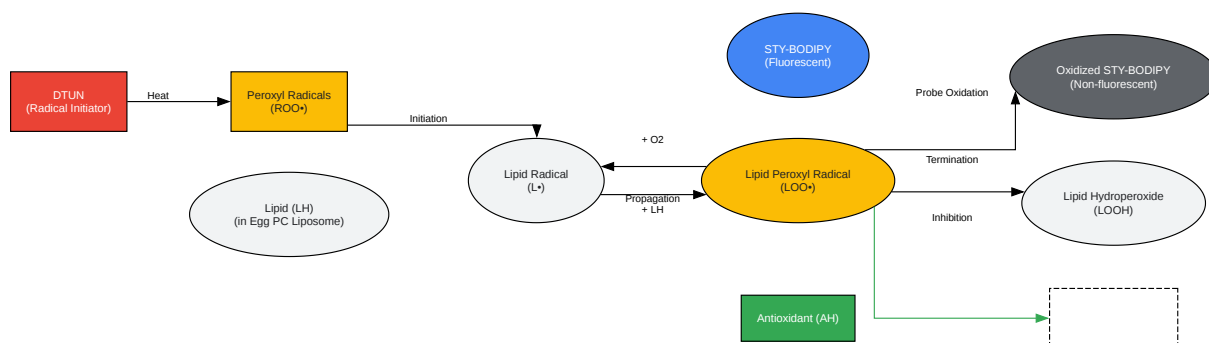 DTUN
(Radical Initiator)
Heat
Peroxyl Radicals
(ROO•)
Initiation
Lipid (LH)
(in Egg PC Liposome)
Lipid Radical
(L•)
+ O2
Propagation
+ LH
STY-BODIPY
(Fluorescent)
Lipid Peroxyl Radical
(LOO•)
Probe Oxidation
Oxidized STY-BODIPY
(Non-fluorescent)
Termination
Lipid Hydroperoxide
(LOOH)
Inhibition
Antioxidant (AH)